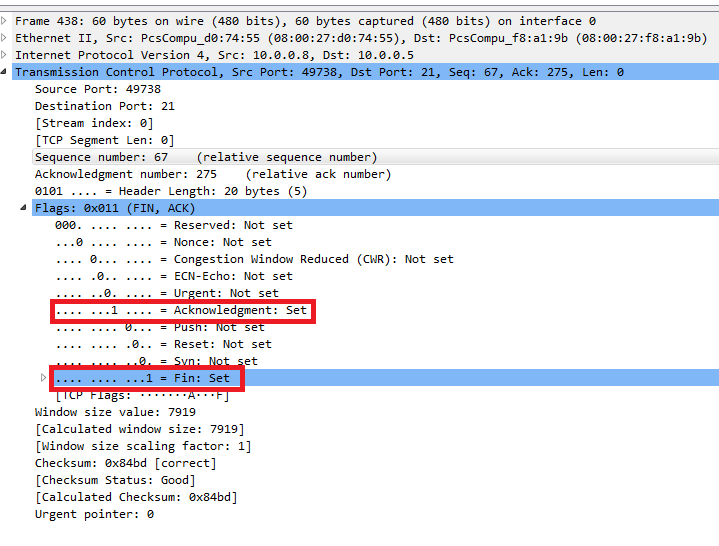 Frame 438: 60 bytes on wire (480 bits), 60 bytes captured (480 bits) on interface 0
Ethernet II, Src: PcsCompu_d0:74:55 (08:00:27:d0:74:55), Dst: PcsCompu_f8:a1:9b (08:00:27:f8:a1:9b)
Internet Protocol Version 4, Src: 10.0.0.8, Dst: 10.0.0.5
Transmission Control Protocol, Src Port: 49738, Dst Port: 21, Seq: 67, Ack: 275, Len: 0
Source Port: 49738
Destination Port: 21
[Stream index: 0]
[TCP Segment Len: 0]
Sequence number: 67    (relative sequence number)
Acknowledgment number: 275    (relative ack number)
0101 .... = Header Length: 20 bytes (5)
Flags: 0x011 (FIN, ACK)
000. .... .... = Reserved: Not set
...0 .... .... = Nonce: Not set
.... 0... .... = Congestion Window Reduced (CWR): Not set
.... .0.. .... = ECN-Echo: Not set
.... ..0. .... = Urgent: Not set
.... ...1 .... = Acknowledgment: Set
.... .... 0... = Push: Not set
.... .... .0.. = Reset: Not set
.... .... ..0. = Syn: Not set
.... .... ...1 = Fin: Set
[TCP Flags: ·······A···F]
Window size value: 7919
[Calculated window size: 7919]
[Window size scaling factor: 1]
Checksum: 0x84bd [correct]
[Checksum Status: Good]
[Calculated Checksum: 0x84bd]
Urgent pointer: 0